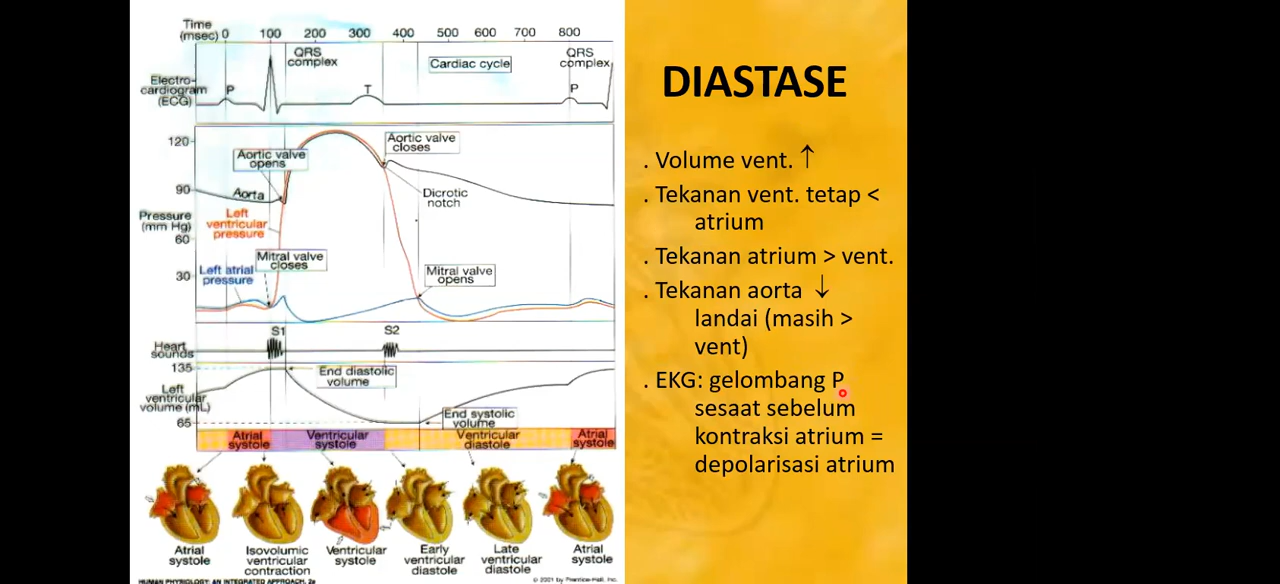 Time
(msec) 0 100 200 300 400 500 600 700 800
QRS
complex
QRS
complex
Cardiac cycle
Electro-
cardiogram
(ECG)
P
T
P
120
90
Pressure
(mm Hg)
60
30
Aortic valve
opens
Aortic valve
closes
Aorta
Dicrotic
notch
Left
ventricular
pressure
Mitral valve
closes
Left atrial
pressure
Mitral valve
opens
S1
S2
Heart
sounds
135
Left
ventricular
volume (mL)
65
End diastolic
volume
End systolic
volume
Atrial
systole
Ventricular
systole
Ventricular
diastole
Atrial
systole
Atrial
systole
Isovolumic
ventricular
contraction
Ventricular
systole
Early
ventricular
diastole
Late
ventricular
diastole
Atrial
systole
HUMAN PHYSIOLOGY: AN INTEGRATED APPROACH, 2e
© 2001 by Prentice-Hall, Inc.
DIASTASE
. Volume vent. ↑
. Tekanan vent. tetap <
atrium
. Tekanan atrium > vent.
. Tekanan aorta ↓
landai (masih >
vent)
. EKG: gelombang P
sesaat sebelum
kontraksi atrium =
depolarisasi atrium